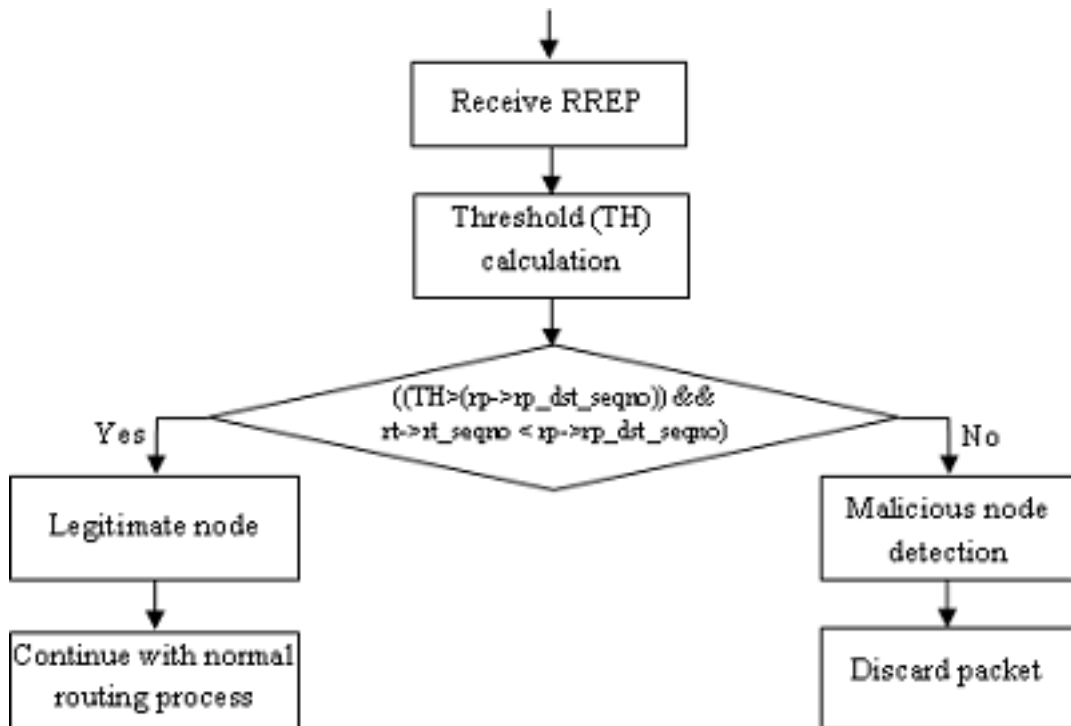 Receive RREP
Threshold (TH)
calculation
((TH>(rp->rp_dst_seqno)) &&
rt->rt_seqno < rp->rp_dst_seqno)
Yes
No
Legitimate node
Malicious node
detection
Continue with normal
routing process
Discard packet